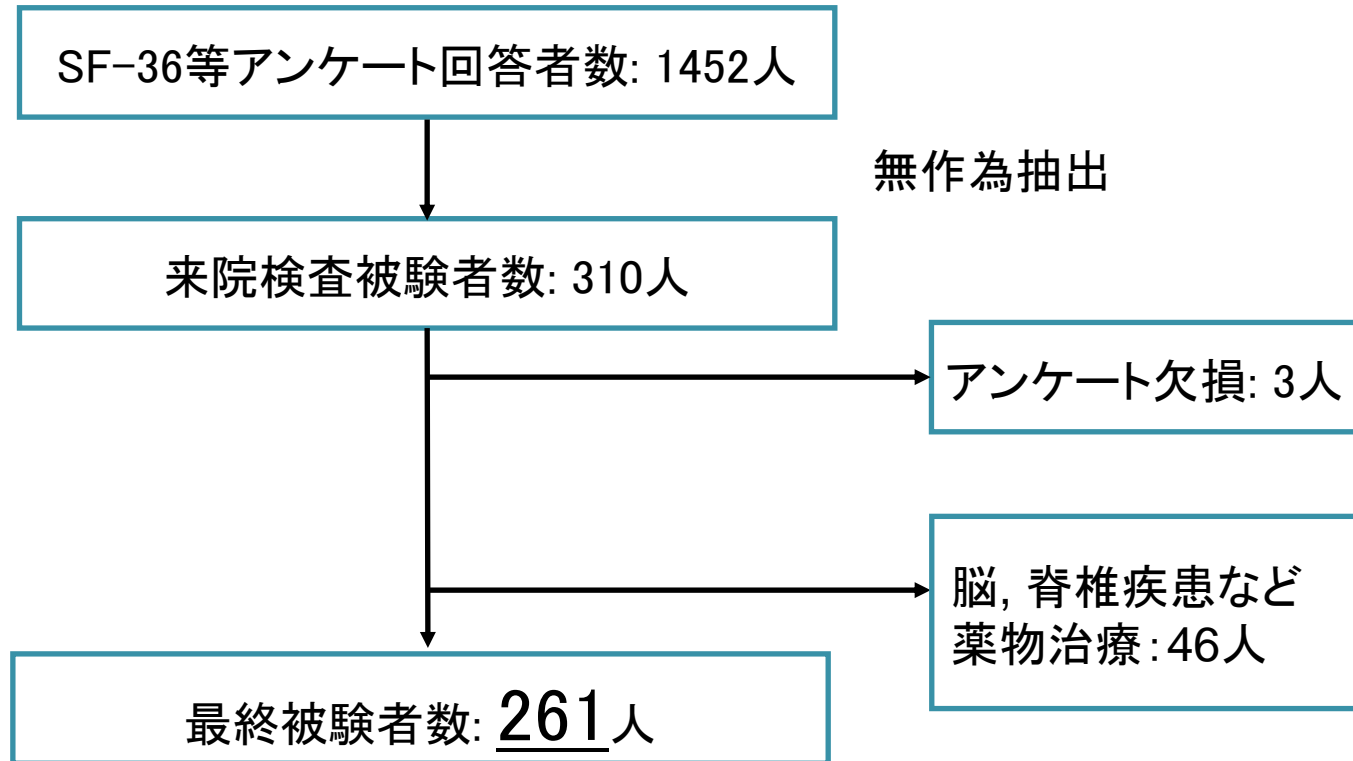 SF-36等アンケート回答者数: 1452人
無作為抽出
来院検査被験者数: 310人
アンケート欠損: 3人
脳, 脊椎疾患など
薬物治療：46人
最終被験者数: 261人